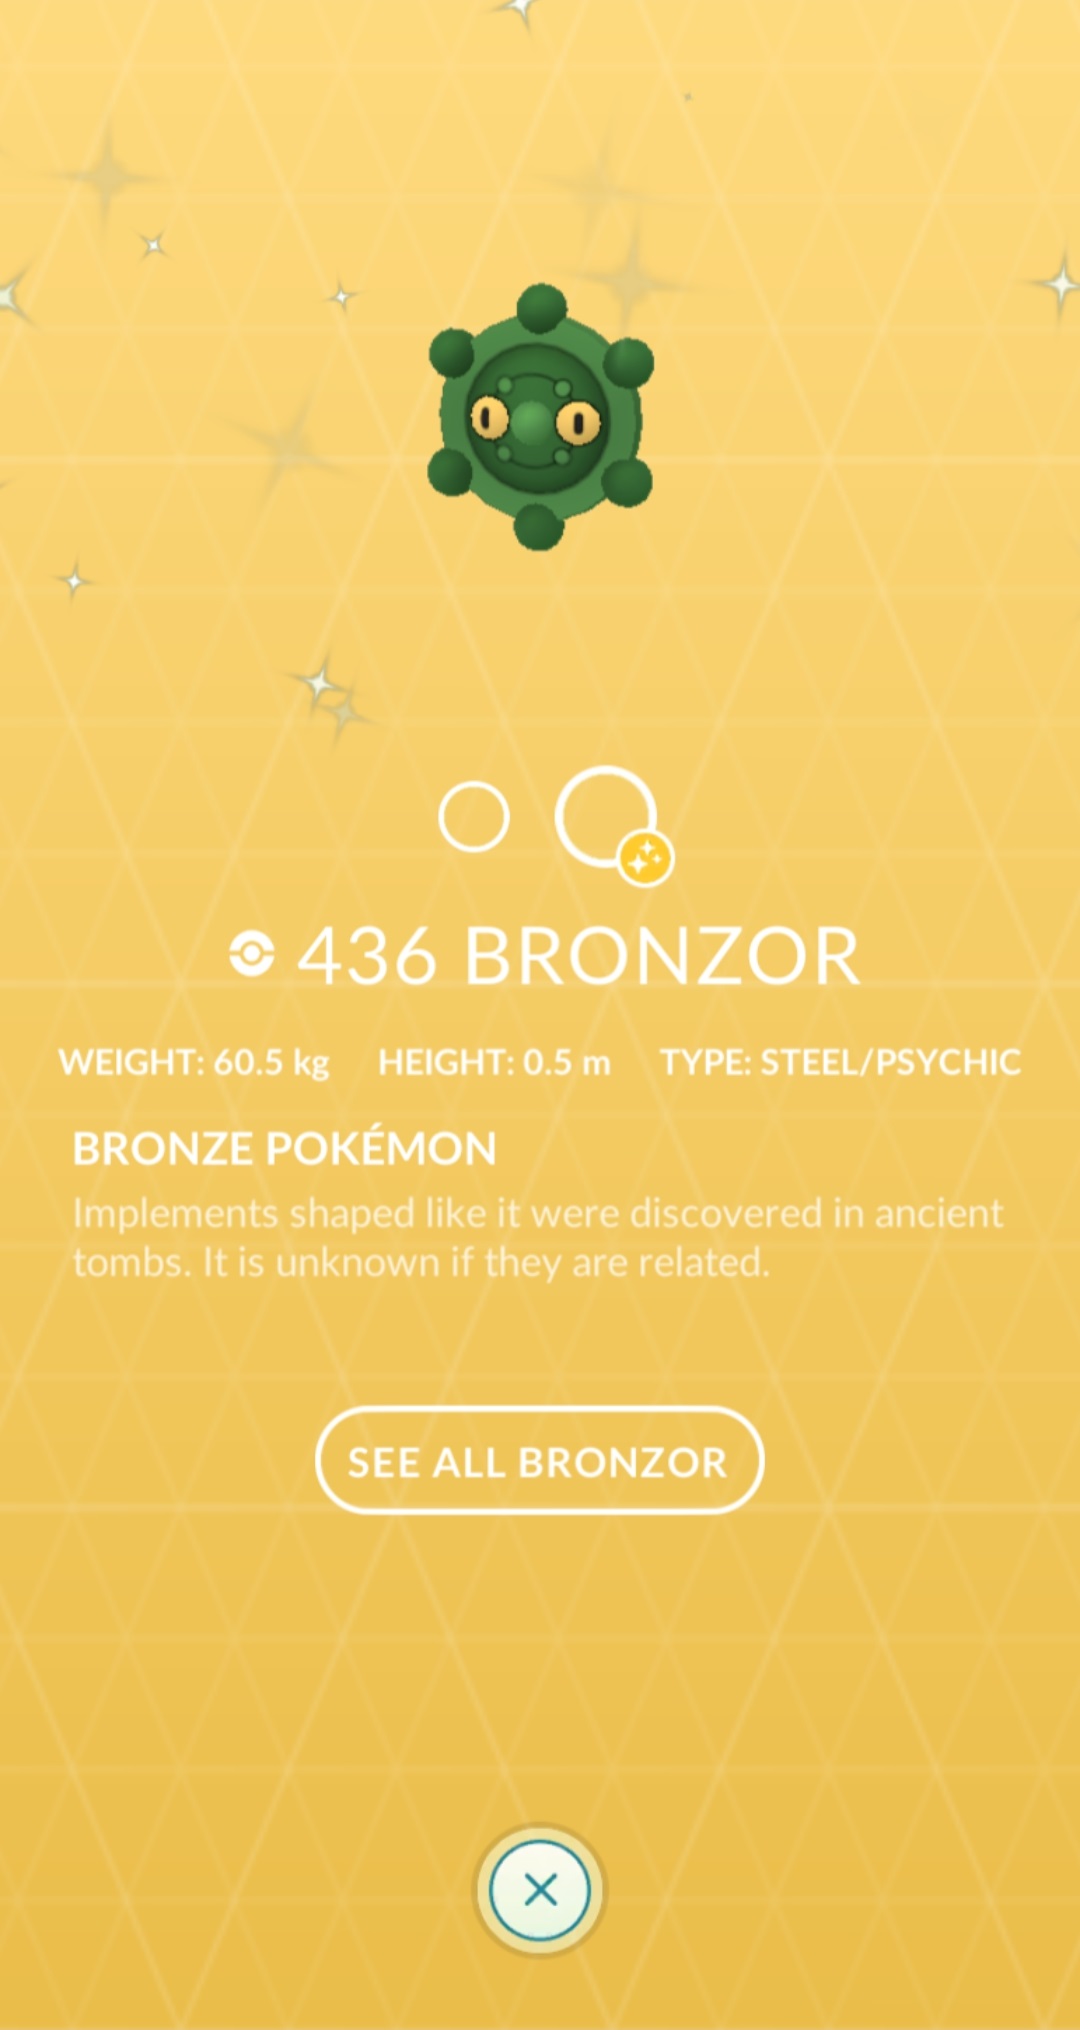 436 BRONZOR
WEIGHT: 60.5 kg HEIGHT: 0.5 m TYPE: STEEL/PSYCHIC
BRONZE POKÉMON
Implements shaped like it were discovered in ancient
tombs. It is unknown if they are related.
SEE ALL BRONZOR